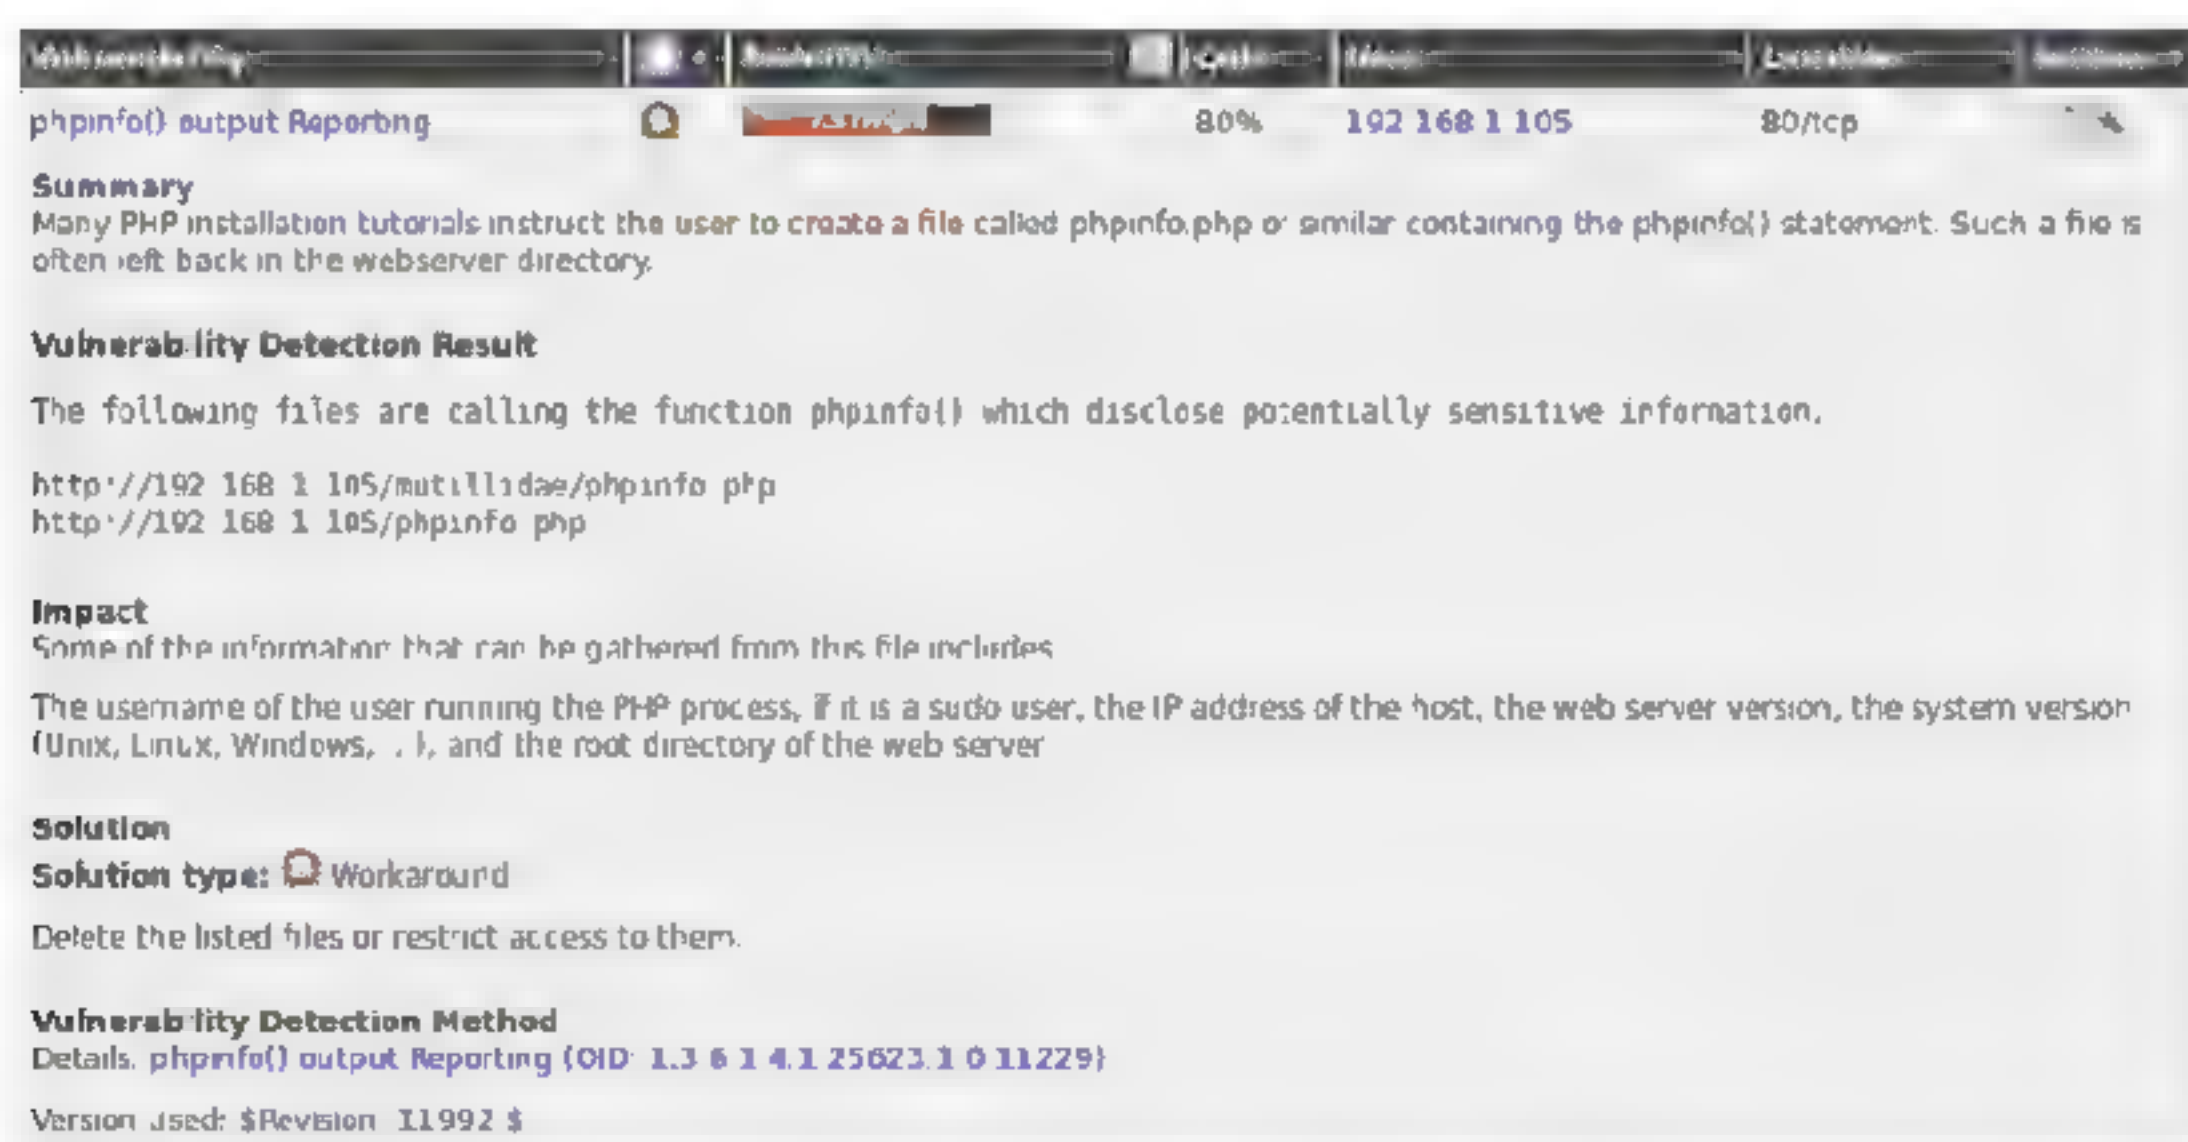 phpinfo() output Reporting 80% 192.168.1.105 80/tcp
Summary
Many PHP installation tutorials instruct the user to create a file called phpinfo.php or similar containing the phpinfo() statement. Such a file is
often left back in the webserver directory.
Vulnerability Detection Result
The following files are calling the function phpinfo() which disclose potentially sensitive information.
http://192.168.1.105/mutillidae/phpinfo.php
http://192.168.1.105/phpinfo.php
Impact
Some of the information that can be gathered from this file includes
The username of the user running the PHP process, if it is a sudo user, the IP address of the host, the web server version, the system version
(Unix, Linux, Windows, ...), and the root directory of the web server
Solution
Solution type: Workaround
Delete the listed files or restrict access to them.
Vulnerability Detection Method
Details: phpinfo() output Reporting (OID: 1.3.6.1.4.1.25623.1.0.11229)
Version used: $Revision: 11992 $